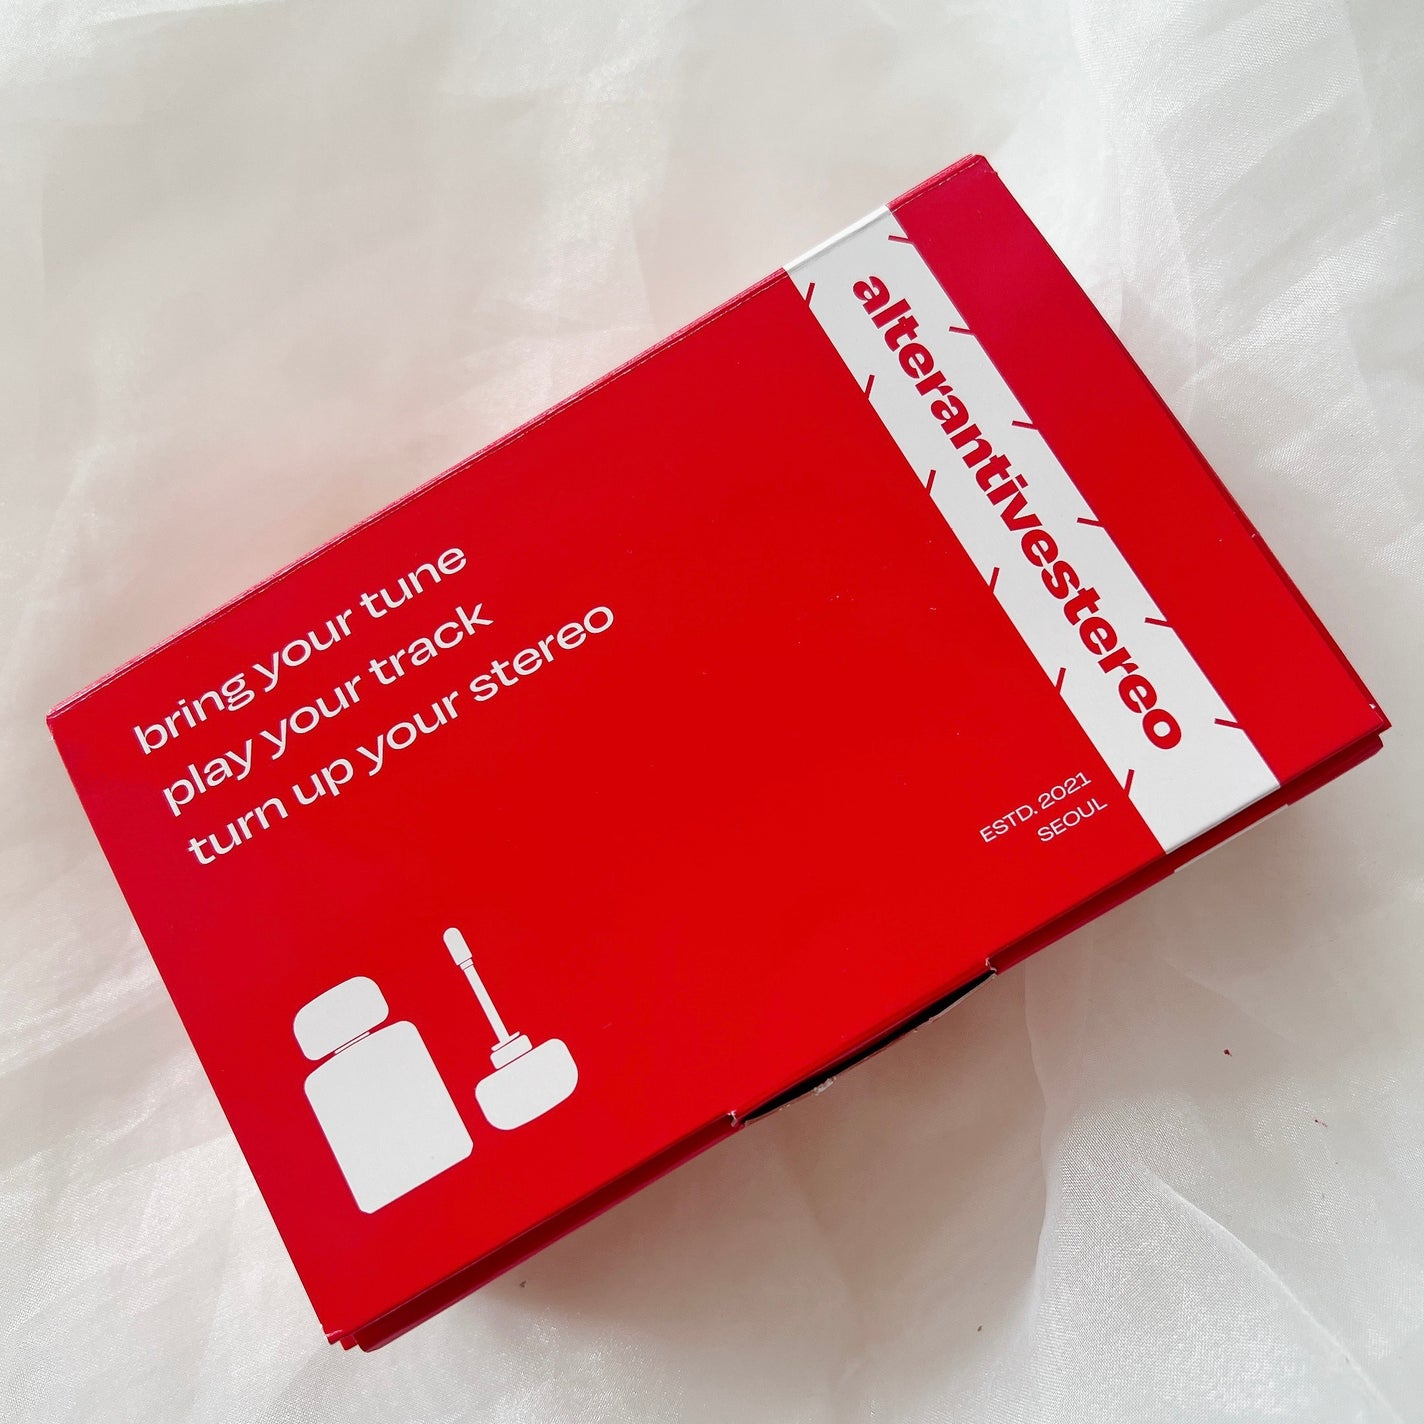 alterantivestereo
bring your tune
play your track
turn up your stereo
ESTD. 2021
SEOUL